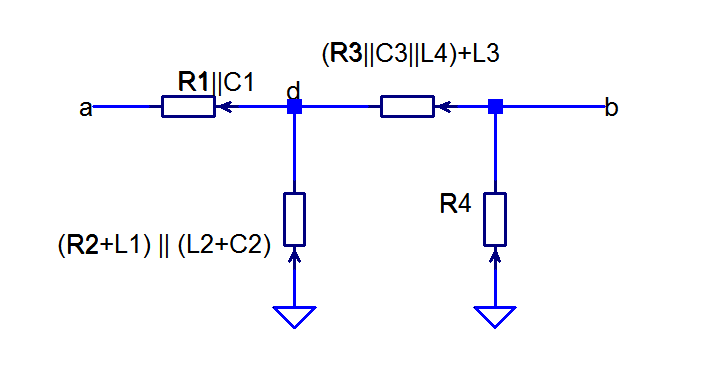 (R3||C3||L4)+L3
R1||C1
d
a
b
R4
(R2+L1) || (L2+C2)